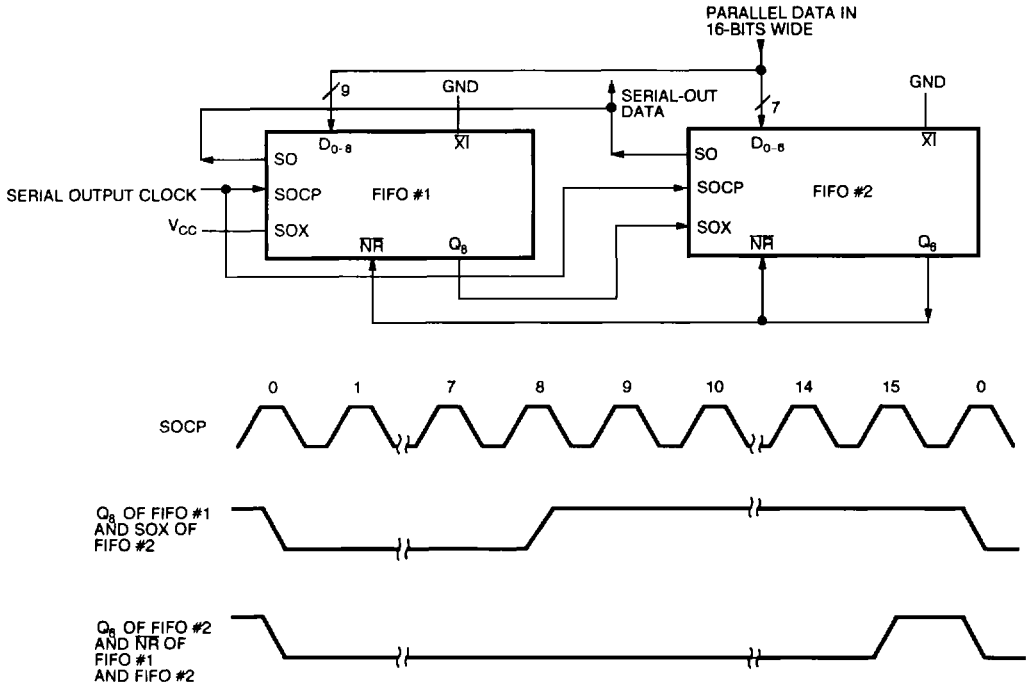 PARALLEL DATA IN
16-BITS WIDE
9
GND
SERIAL-OUT
DATA
7
GND
D0-8
XI
SO
SERIAL OUTPUT CLOCK
SOCP
FIFO #1
VCC
SOX
NR
Q8
D0-6
XI
SO
SOCP
FIFO #2
SOX
NR
Q6
0 1 7 8 9 10 14 15 0
SOCP
Q8 OF FIFO #1
AND SOX OF
FIFO #2
Q6 OF FIFO #2
AND NR OF
FIFO #1
AND FIFO #2